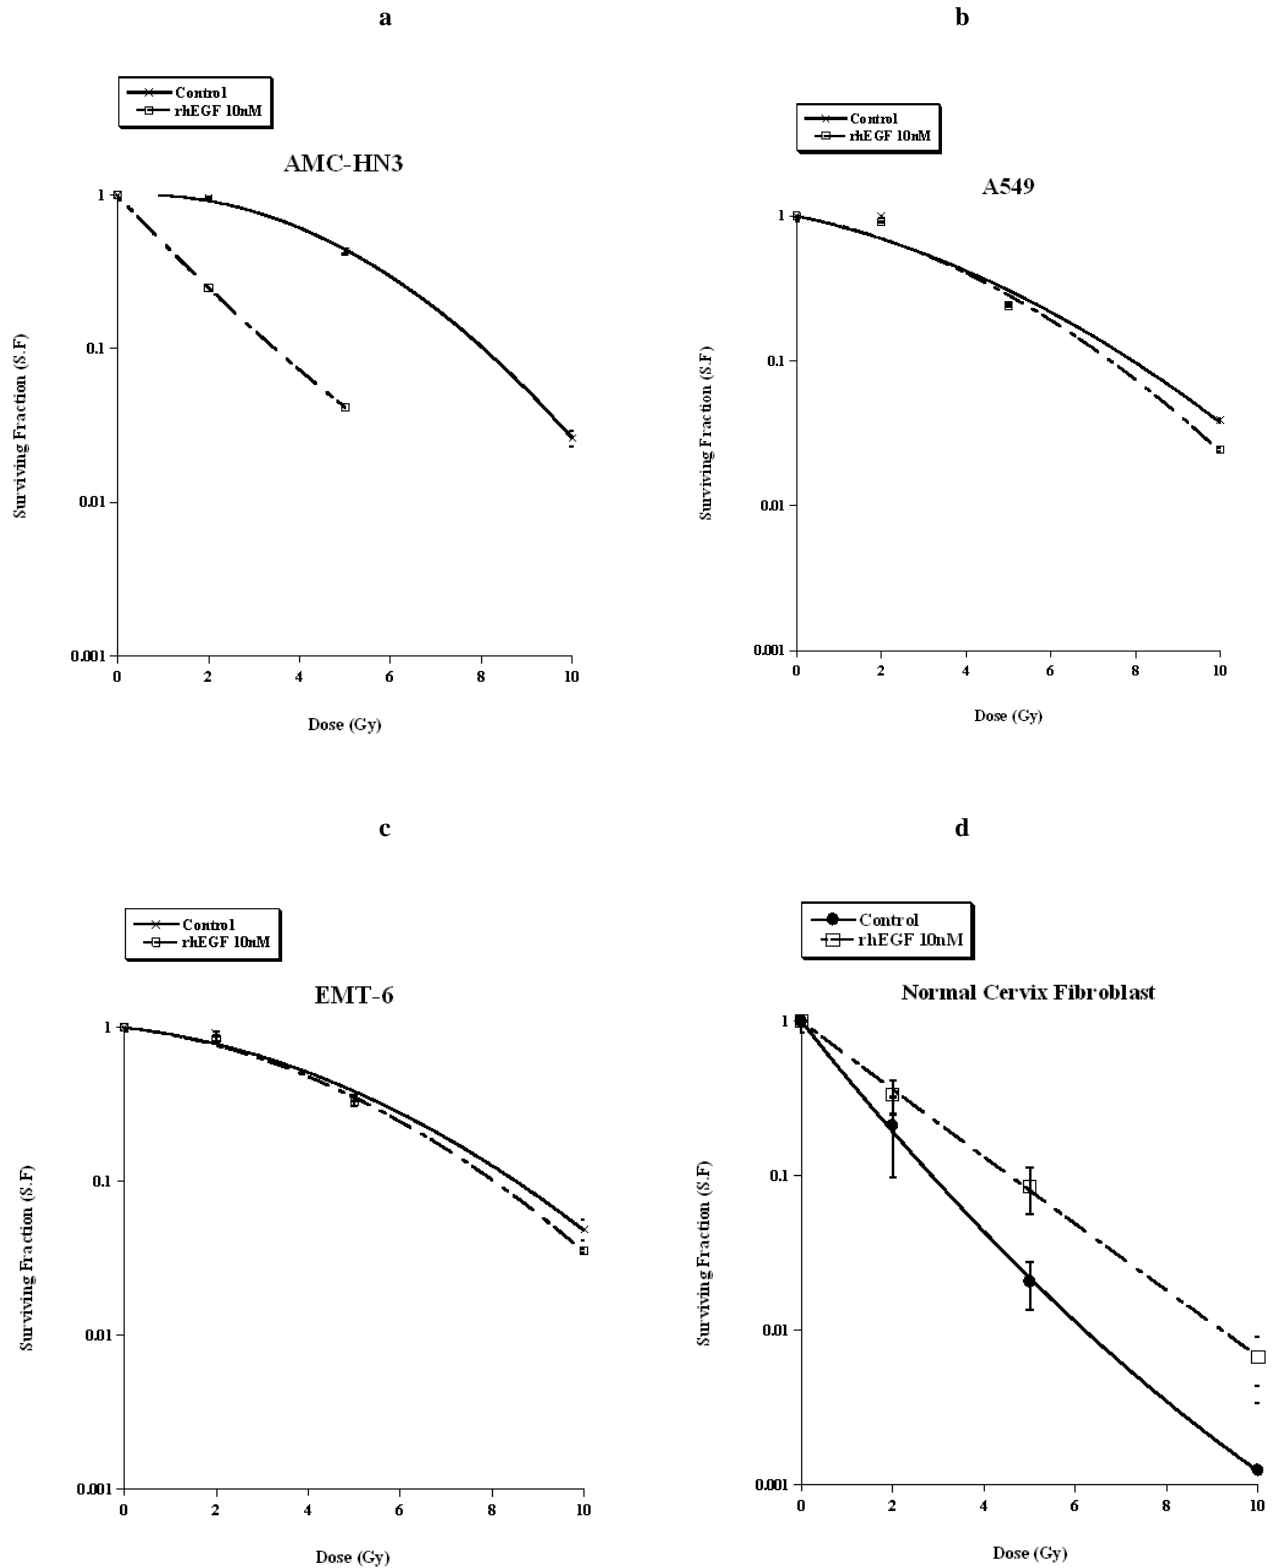 a
Control
rhEGF 10nM
AMC-HN3
1
0.1
0.01
0.001
Surviving Fraction (S.F)
0 2 4 6 8 10
Dose (Gy)
b
Control
rhEGF 10nM
A549
1
0.1
0.01
0.001
Surviving Fraction (S.F)
0 2 4 6 8 10
Dose (Gy)
c
Control
rhEGF 10nM
EMT-6
1
0.1
0.01
0.001
Surviving Fraction (S.F)
0 2 4 6 8 10
Dose (Gy)
d
Control
rhEGF 10nM
Normal Cervix Fibroblast
1
0.1
0.01
0.001
Surviving Fraction (S.F)
0 2 4 6 8 10
Dose (Gy)